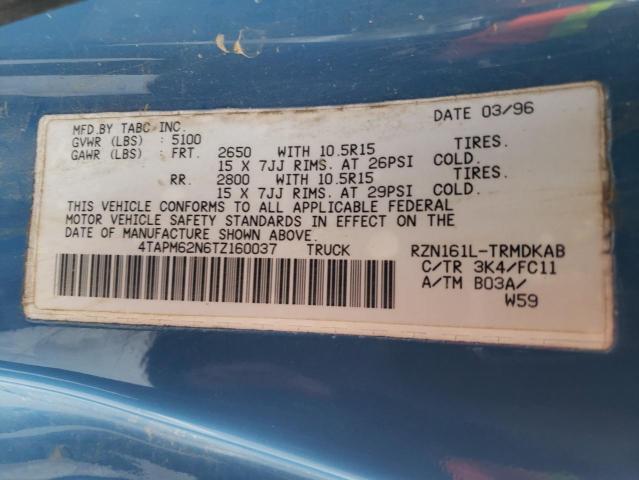 DATE 03/96
MFD.BY TABC INC.
GVWR (LBS) : 5100
GAWR (LBS) : FRT. 2650 WITH 10.5R15 TIRES.
15 X 7JJ RIMS. AT 26PSI COLD.
RR. 2800 WITH 10.5R15 TIRES.
15 X 7JJ RIMS. AT 29PSI COLD.
THIS VEHICLE CONFORMS TO ALL APPLICABLE FEDERAL
MOTOR VEHICLE SAFETY STANDARDS IN EFFECT ON THE
DATE OF MANUFACTURE SHOWN ABOVE.
4TAPM62N6TZ160037 TRUCK RZN161L-TRMDKAB
C/TR 3K4/FC11
A/TM B03A/
W59